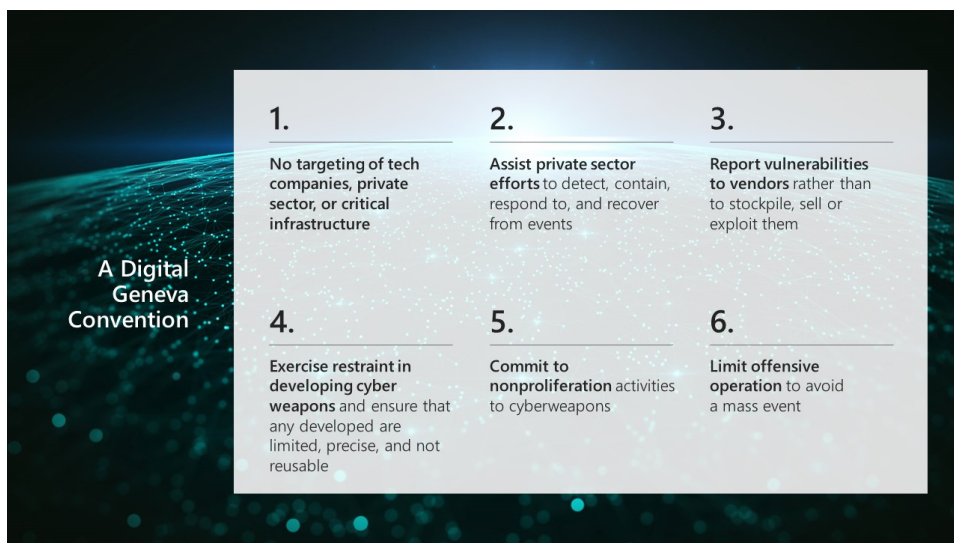 A Digital
Geneva
Convention
1.
No targeting of tech
companies, private
sector, or critical
infrastructure
2.
Assist private sector
efforts to detect, contain,
respond to, and recover
from events
3.
Report vulnerabilities
to vendors rather than
to stockpile, sell or
exploit them
4.
Exercise restraint in
developing cyber
weapons and ensure that
any developed are
limited, precise, and not
reusable
5.
Commit to
nonproliferation activities
to cyberweapons
6.
Limit offensive
operation to avoid
a mass event